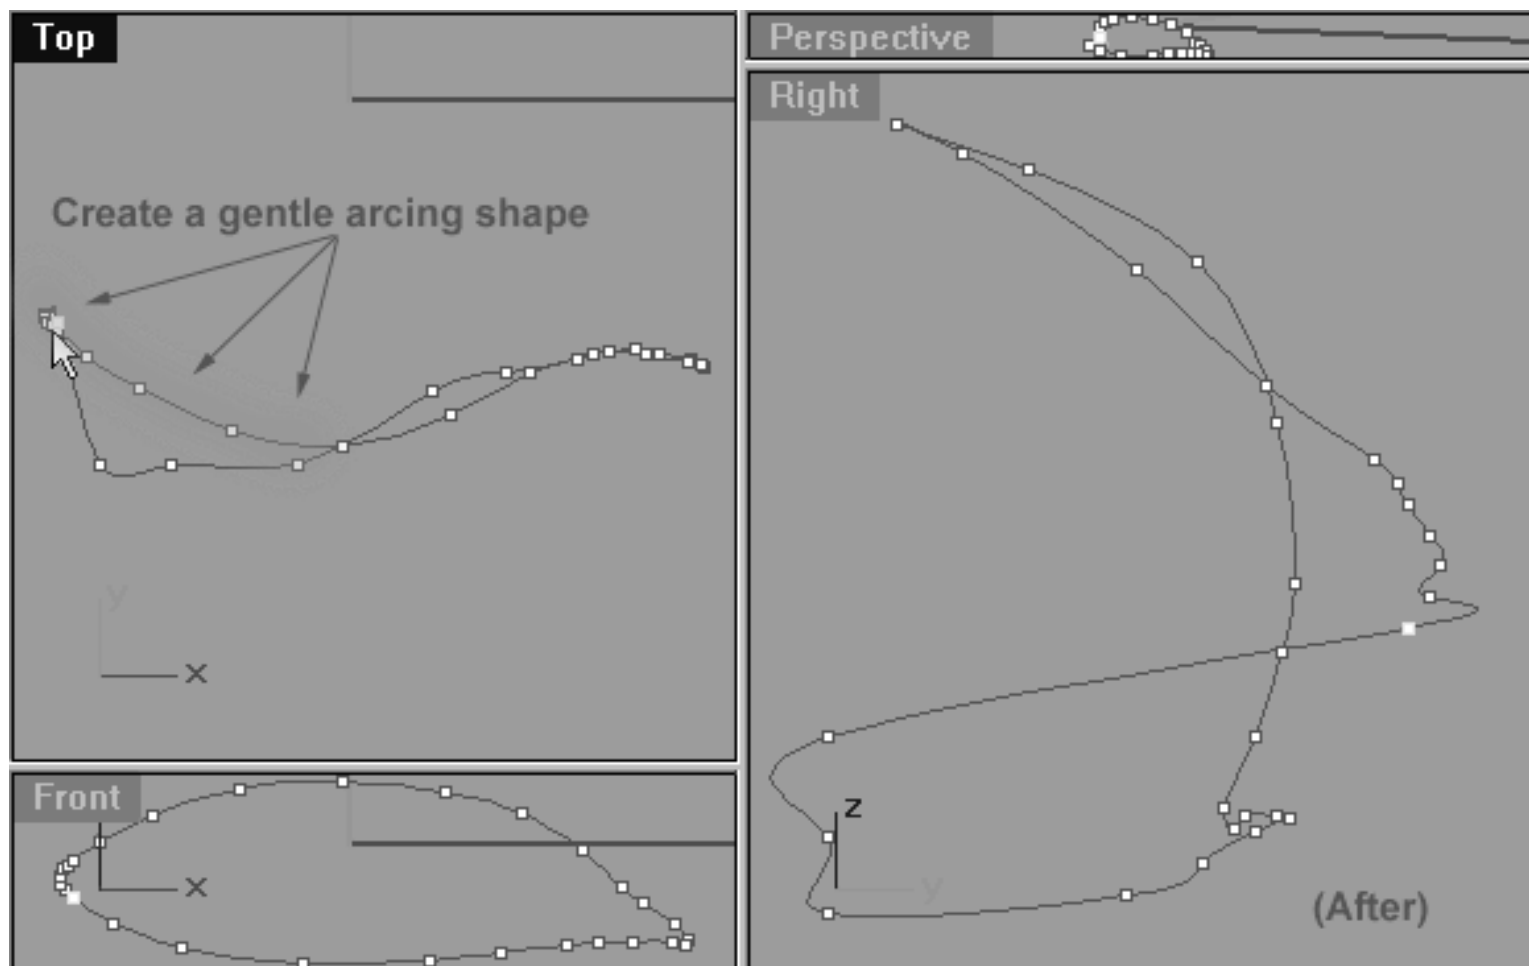 Top
Perspective
Right
Create a gentle arcing shape
y
x
Front
x
z
y
(After)